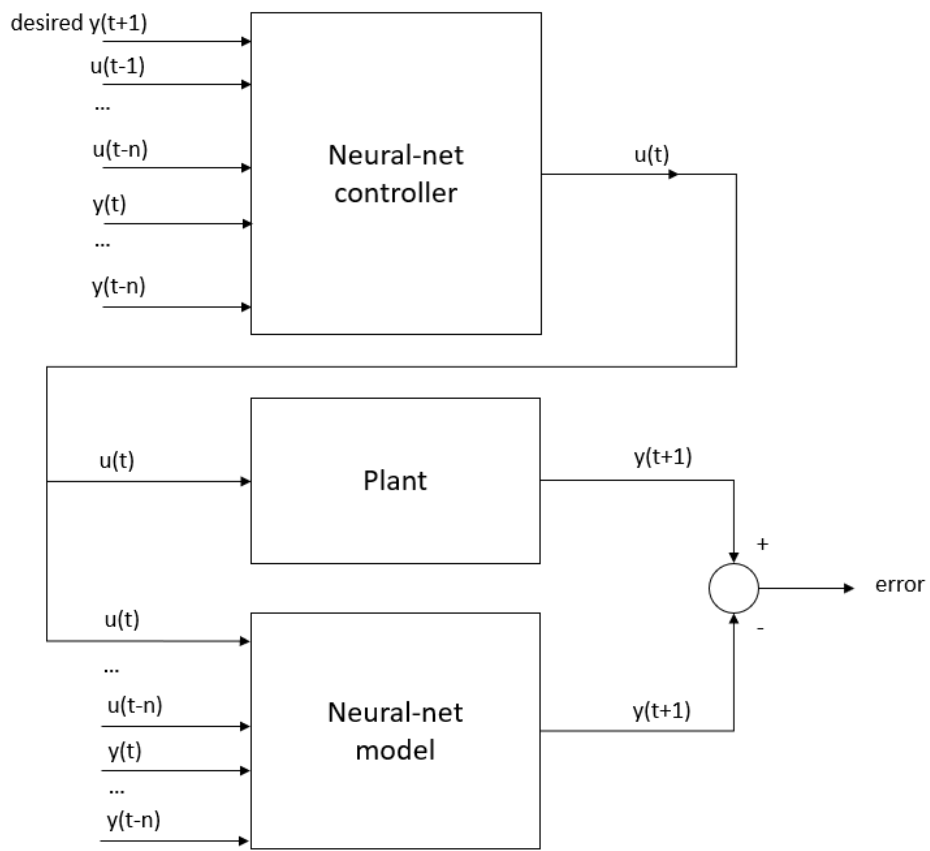 desired y(t+1)
u(t-1)
...
u(t-n)
y(t)
...
y(t-n)
Neural-net
controller
u(t)
u(t)
Plant
y(t+1)
+
-
error
u(t)
...
u(t-n)
y(t)
...
y(t-n)
Neural-net
model
y(t+1)